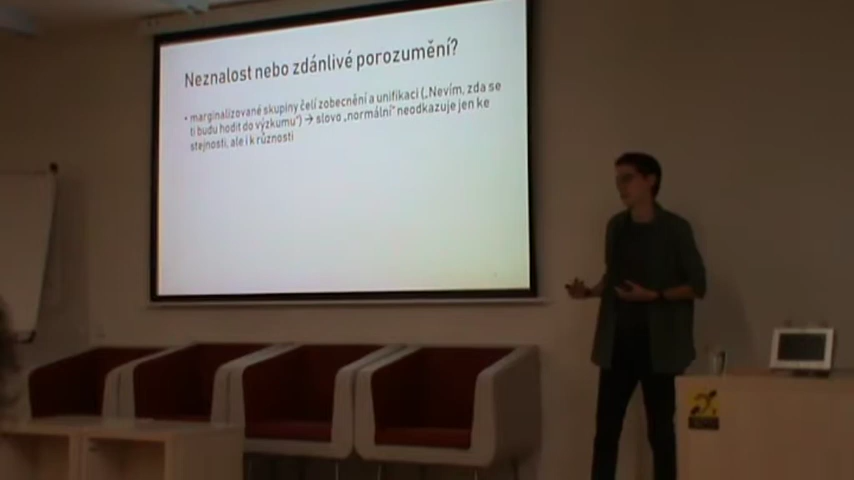 Neznalost nebo zdánlivé porozumění?
• marginalizované skupiny čelí zobecnění a unifikaci („Nevím, zda se
ti budu hodit do výzkumu“) → slovo „normální“ neodkazuje jen ke
stejnosti, ale i k různosti